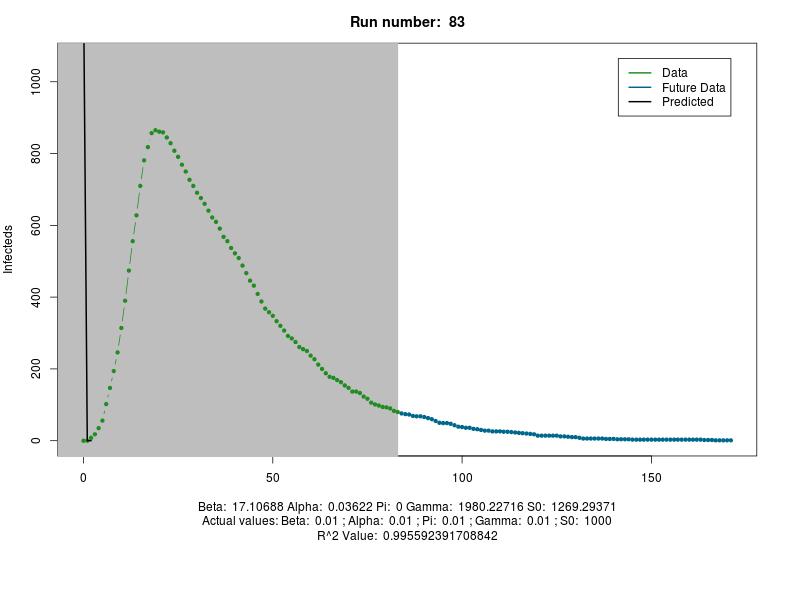 Run number: 83
Infecteds
1000
800
600
400
200
0
Data
Future Data
Predicted
0 50 100 150
Beta: 17.10688 Alpha: 0.03622 Pi: 0 Gamma: 1980.22716 S0: 1269.29371
Actual values: Beta: 0.01 ; Alpha: 0.01 ; Pi: 0.01 ; Gamma: 0.01 ; S0: 1000
R^2 Value: 0.995592391708842